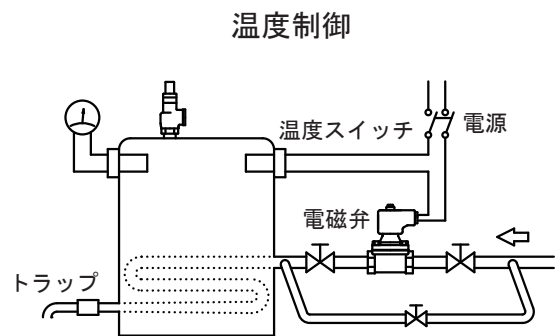 温度制御
温度スイッチ
電源
電磁弁
トラップ